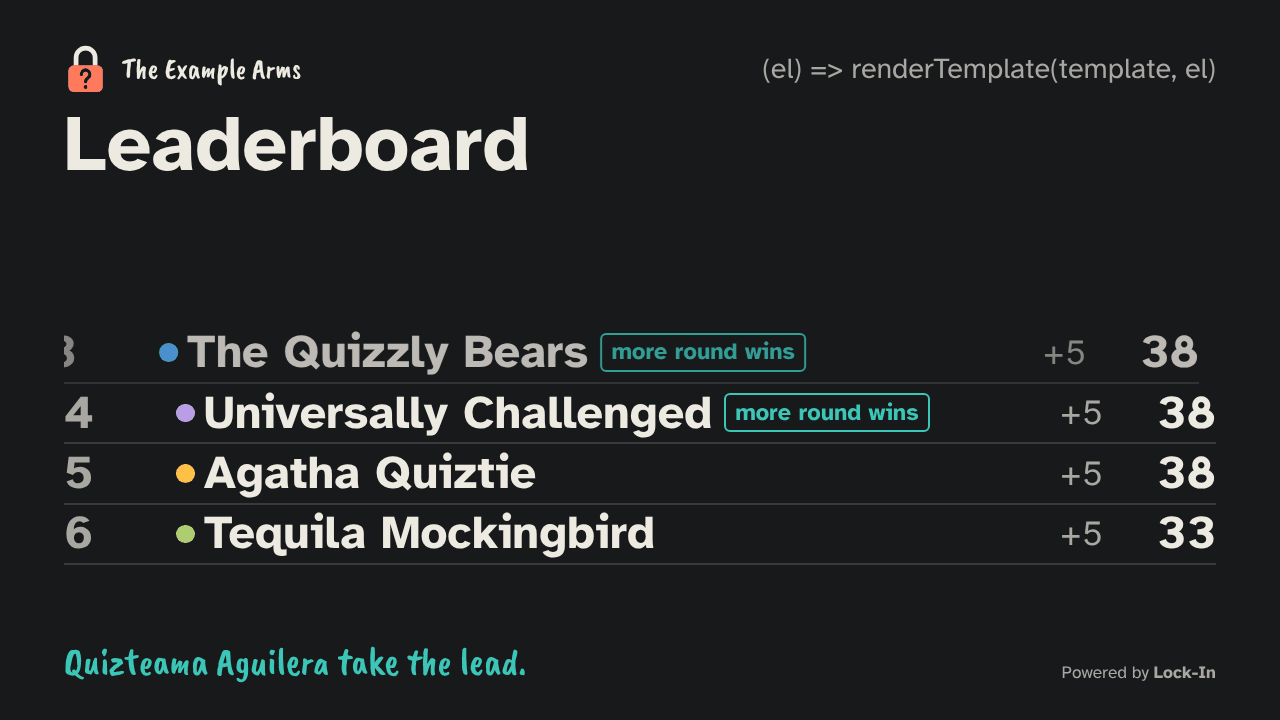 The Example Arms
(el) => renderTemplate(template, el)
Leaderboard
3 The Quizzly Bears more round wins +5 38
4 Universally Challenged more round wins +5 38
5 Agatha Quiztie +5 38
6 Tequila Mockingbird +5 33
Quizteama Aguilera take the lead.
Powered by Lock-In